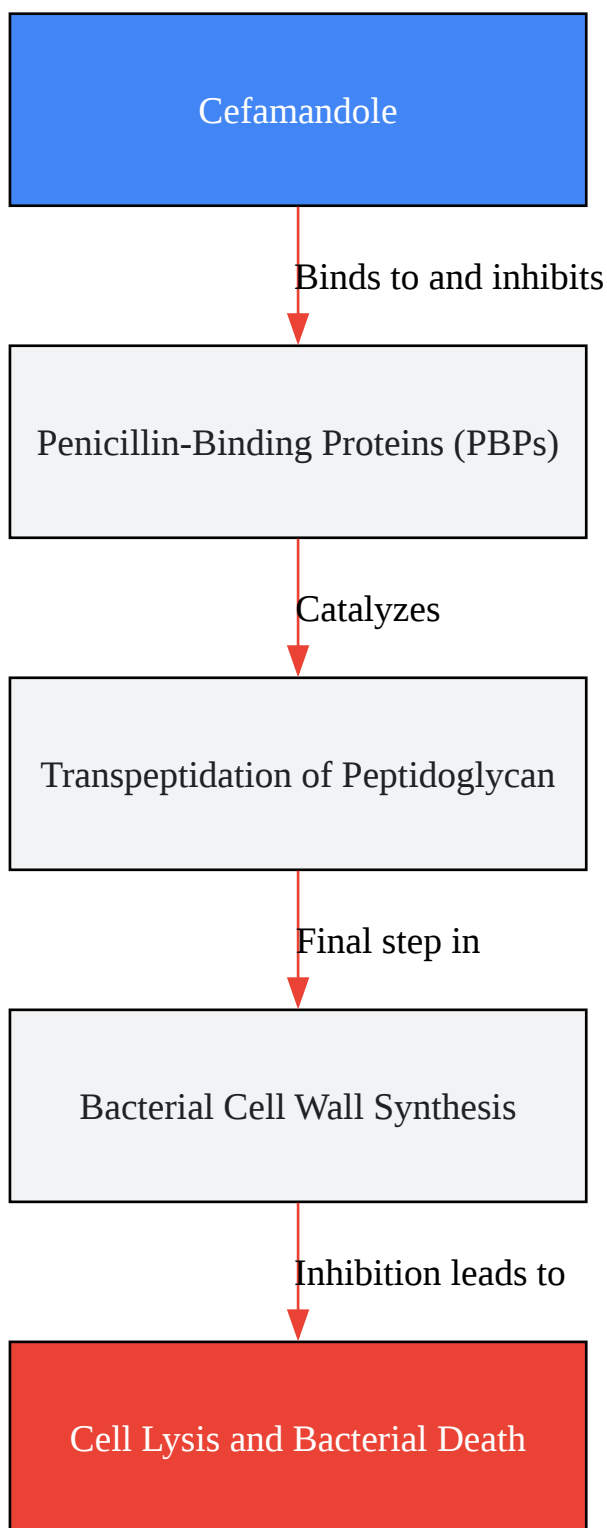 Cefamandole
Binds to and inhibits
Penicillin-Binding Proteins (PBPs)
Catalyzes
Transpeptidation of Peptidoglycan
Final step in
Bacterial Cell Wall Synthesis
Inhibition leads to
Cell Lysis and Bacterial Death